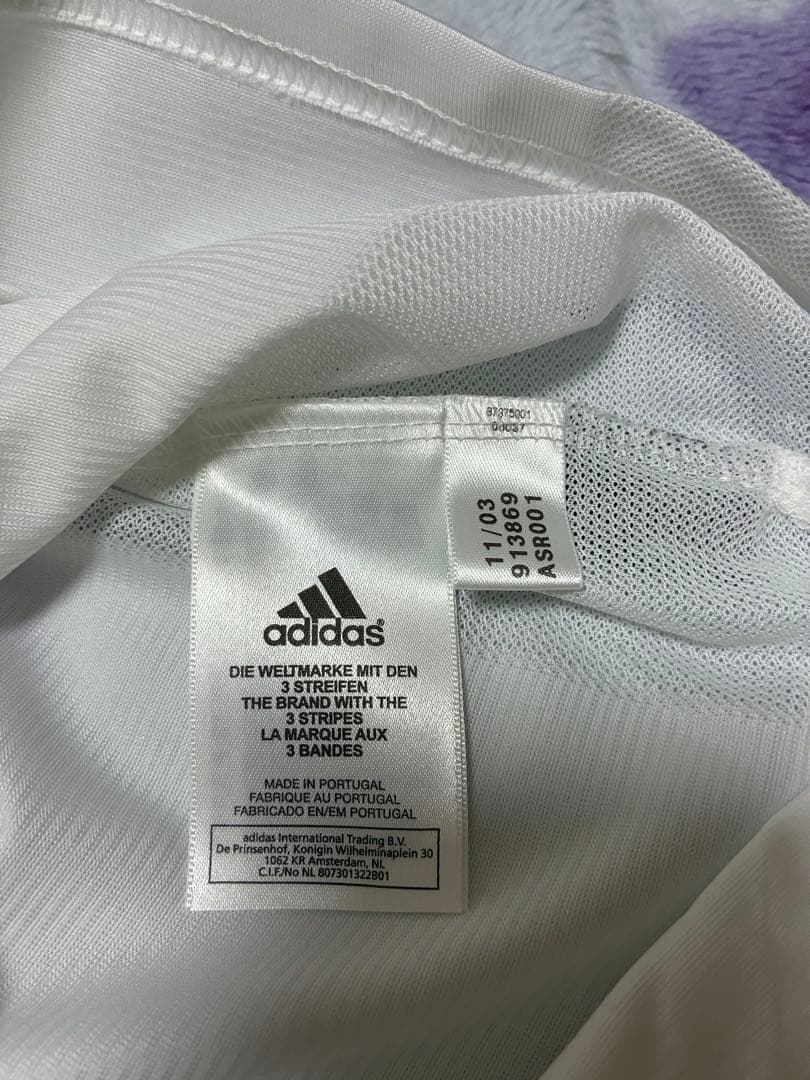 87375001
08037
11/03
913869
ASR001
adidas®
DIE WELTMARKE MIT DEN
3 STREIFEN
THE BRAND WITH THE
3 STRIPES
LA MARQUE AUX
3 BANDES
MADE IN PORTUGAL
FABRIQUE AU PORTUGAL
FABRICADO EN/EM PORTUGAL
adidas International Trading B.V.
De Prinsenhof, Konigin Wilhelminaplein 30
1062 KR Amsterdam, NL
C.I.F./No NL 807301322B01